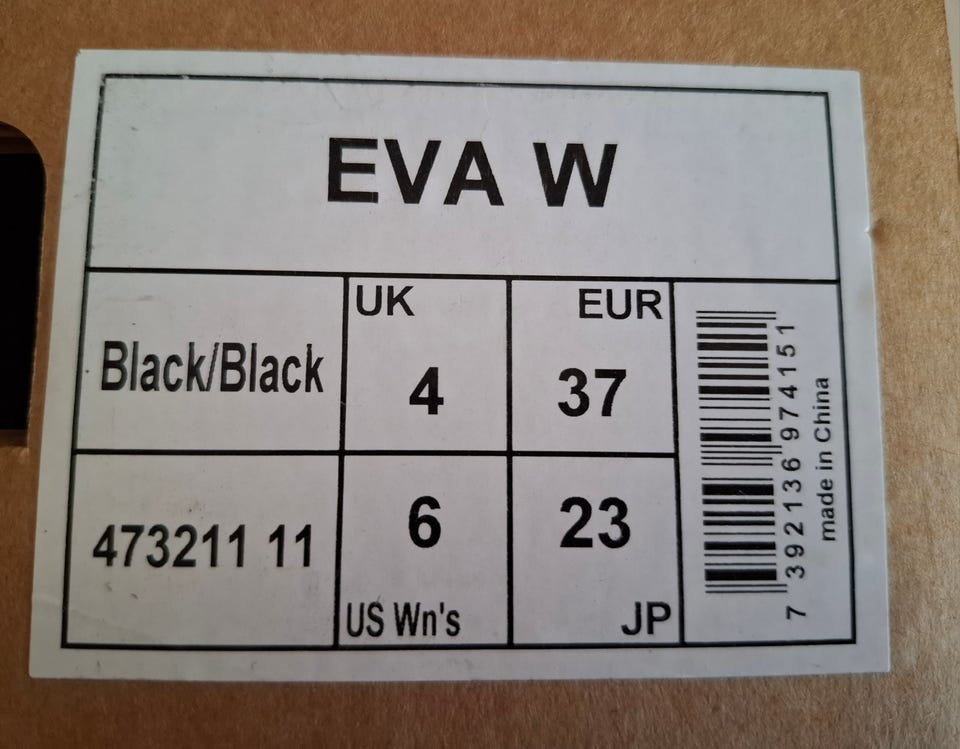 EVA W
Black/Black
UK
4
EUR
37
473211 11
6
US Wn's
23
JP
7 392136 974151
made in China